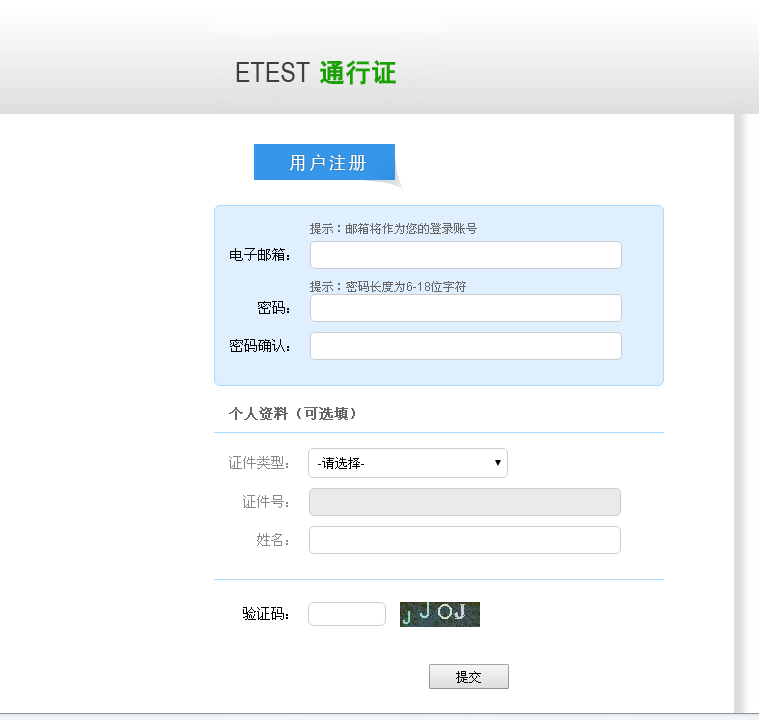 ETEST 通行证
用户注册
提示：邮箱将作为您的登录账号
电子邮箱：
提示：密码长度为6-18位字符
密码：
密码确认：
个人资料（可选填）
证件类型： -请选择-
证件号：
姓名：
验证码： JJOJ
提交